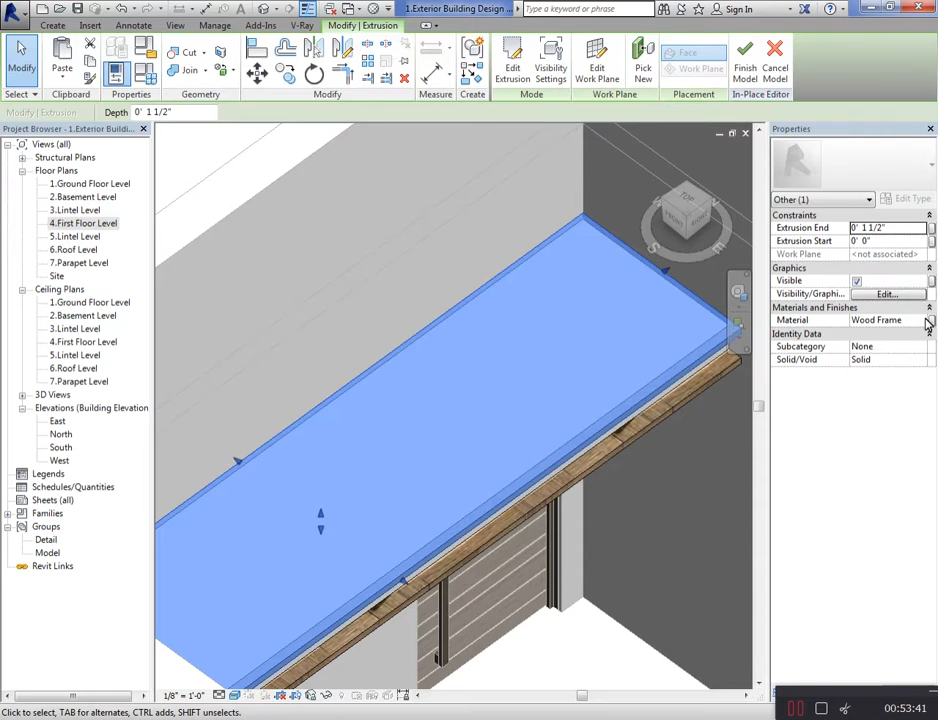 1.Exterior Building Design ...
Type a keyword or phrase
Sign In
Create
Insert
Annotate
View
Manage
Add-Ins
V-Ray
Modify | Extrusion
Modify
Paste
Cut
Join
Edit Extrusion
Visibility Settings
Edit Work Plane
Pick New
Face
Work Plane
Finish Model
Cancel Model
Select
Clipboard
Properties
Geometry
Modify
Measure
Create
Mode
Work Plane
Placement
In-Place Editor
Modify | Extrusion
Depth
0' 1 1/2"
Project Browser - 1.Exterior Buildi...
Views (all)
Structural Plans
Floor Plans
1.Ground Floor Level
2.Basement Level
3.Lintel Level
4.First Floor Level
5.Lintel Level
6.Roof Level
7.Parapet Level
Site
Ceiling Plans
1.Ground Floor Level
2.Basement Level
3.Lintel Level
4.First Floor Level
5.Lintel Level
6.Roof Level
7.Parapet Level
3D Views
Elevations (Building Elevation
East
North
South
West
Legends
Schedules/Quantities
Sheets (all)
Families
Groups
Detail
Model
Revit Links
TOP
FRONT
RIGHT
S
E
Properties
Other (1)
Edit Type
Constraints
Extrusion End 0' 1 1/2"
Extrusion Start 0' 0"
Work Plane <not associated>
Graphics
Visible
Visibility/Graphi... Edit...
Materials and Finishes
Material Wood Frame
Identity Data
Subcategory None
Solid/Void Solid
1/8" = 1'-0"
Click to select, TAB for alternates, CTRL adds, SHIFT unselects.
00:53:41